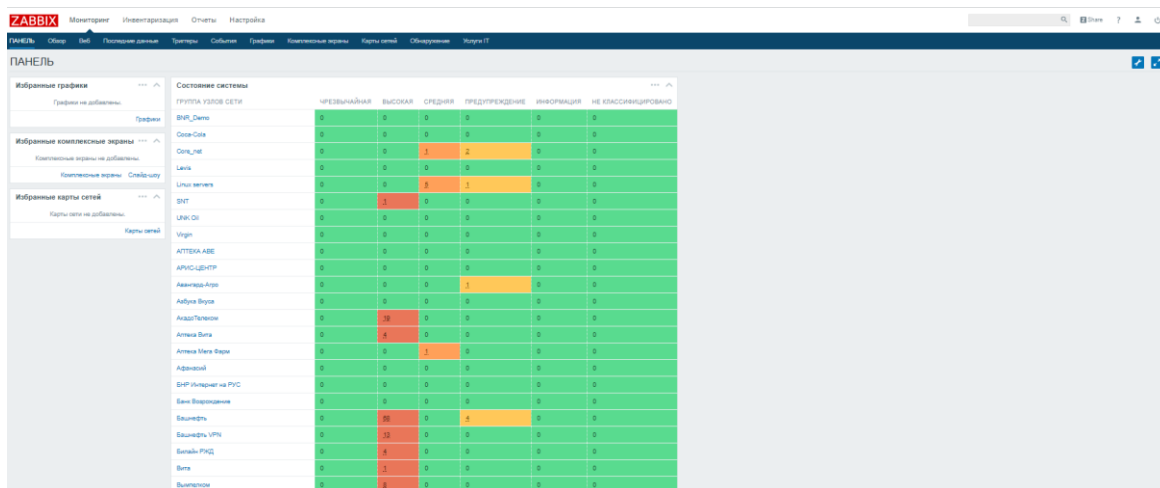 ZABBIX Мониторинг Инвентаризация Отчеты Настройка Share ?
ПАНЕЛЬ Обзор Веб Последние данные Триггеры События Графики Комплексные экраны Карты сетей Обнаружение Услуги IT
ПАНЕЛЬ
Избранные графики
Графики не добавлены.
Графики
Избранные комплексные экраны
Комплексные экраны не добавлены.
Комплексные экраны Слайд-шоу
Избранные карты сетей
Карты сети не добавлены.
Карты сетей
Состояние системы
ГРУППА УЗЛОВ СЕТИ ЧРЕЗВЫЧАЙНАЯ ВЫСОКАЯ СРЕДНЯЯ ПРЕДУПРЕЖДЕНИЕ ИНФОРМАЦИЯ НЕ КЛАССИФИЦИРОВАНО
BNR_Demo 0 0 0 0 0 0
Coca-Cola 0 0 0 0 0 0
Core_net 0 0 1 2 0 0
Levis 0 0 0 0 0 0
Linux servers 0 0 1 0 0
SNT 0 1 0 0 0 0
UNK Oil 0 0 0 0 0 0
Virgin 0 0 0 0 0 0
АПТЕКА АВЕ 0 0 0 0 0 0
АРИС-ЦЕНТР 0 0 0 0 0 0
Авангард-Агро 0 0 0 1 0 0
Азбука Вкуса 0 0 0 0 0 0
АкадоТелеком 0 0 0 0 0
Аптека Вита 0 4 0 0 0 0
Аптека Мега Фарм 0 0 1 0 0 0
Афанасий 0 0 0 0 0 0
БНР Интернет на РУС 0 0 0 0 0 0
Банк Возрождение 0 0 0 0 0 0
Башнефть 0 0 4 0 0
Башнефть VPN 0 0 0 0 0
Билайн РЖД 0 4 0 0 0 0
Вита 0 1 0 0 0 0
Вымпелком 0 0 0 0 0